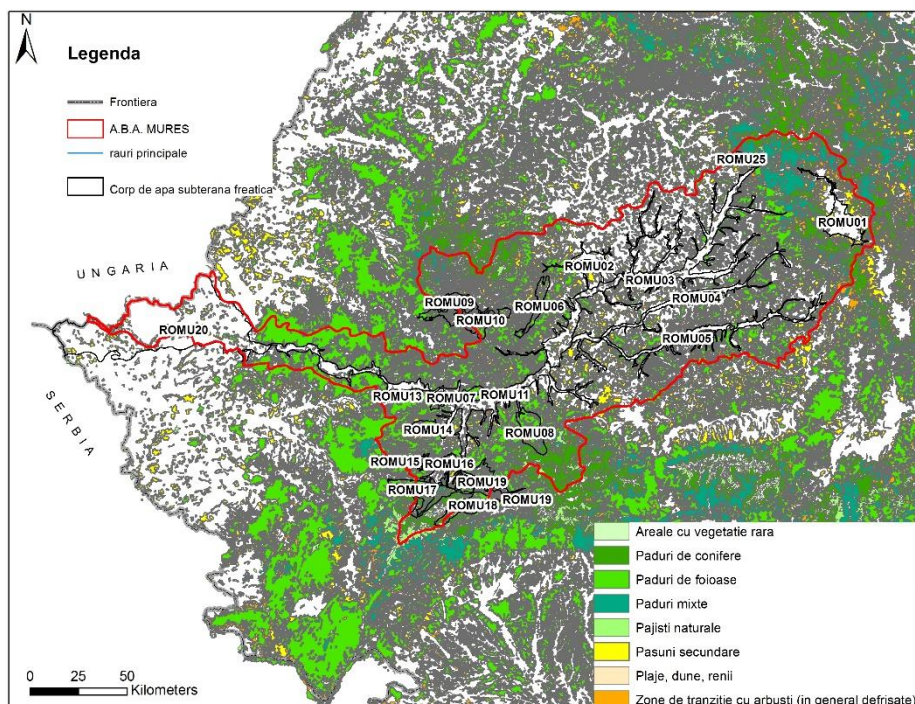 N
Legenda
Frontiera
A.B.A. MURES
rauri principale
Corp de apa subterana freatica
UNGARIA
SERBIA
ROMU25
ROMU01
ROMU02
ROMU03
ROMU04
ROMU05
ROMU09
ROMU10
ROMU06
ROMU20
ROMU13
ROMU07
ROMU11
ROMU14
ROMU08
ROMU15
ROMU16
ROMU17
ROMU19
ROMU19
ROMU18
Areale cu vegetatie rara
Paduri de conifere
Paduri de foioase
Paduri mixte
Pajisti naturale
Pasuni secundare
Plaje, dune, renii
Zone de tranzitie cu arbusti (in general defrisate)
0 25 50
Kilometers